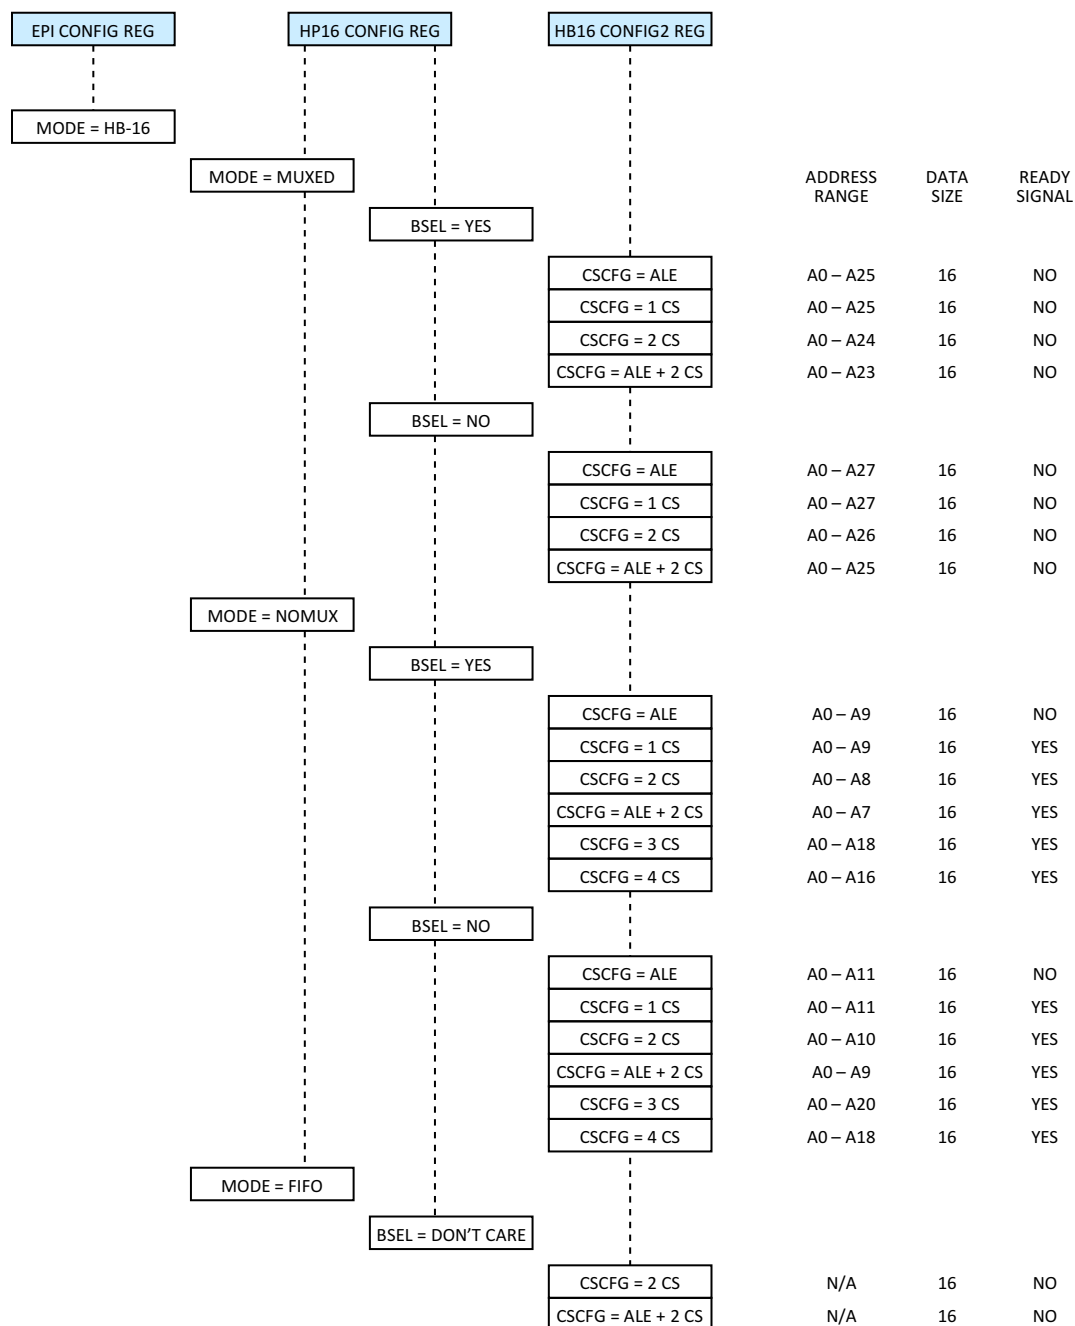 EPI CONFIG REG HP16 CONFIG REG HB16 CONFIG2 REG
MODE = HB-16
MODE = MUXED
ADDRESS DATA READY
RANGE SIZE SIGNAL
BSEL = YES
CSCFG = ALE A0 – A25 16 NO
CSCFG = 1 CS A0 – A25 16 NO
CSCFG = 2 CS A0 – A24 16 NO
CSCFG = ALE + 2 CS A0 – A23 16 NO
BSEL = NO
CSCFG = ALE A0 – A27 16 NO
CSCFG = 1 CS A0 – A27 16 NO
CSCFG = 2 CS A0 – A26 16 NO
CSCFG = ALE + 2 CS A0 – A25 16 NO
MODE = NOMUX
BSEL = YES
CSCFG = ALE A0 – A9 16 NO
CSCFG = 1 CS A0 – A9 16 YES
CSCFG = 2 CS A0 – A8 16 YES
CSCFG = ALE + 2 CS A0 – A7 16 YES
CSCFG = 3 CS A0 – A18 16 YES
CSCFG = 4 CS A0 – A16 16 YES
BSEL = NO
CSCFG = ALE A0 – A11 16 NO
CSCFG = 1 CS A0 – A11 16 YES
CSCFG = 2 CS A0 – A10 16 YES
CSCFG = ALE + 2 CS A0 – A9 16 YES
CSCFG = 3 CS A0 – A20 16 YES
CSCFG = 4 CS A0 – A18 16 YES
MODE = FIFO
BSEL = DON'T CARE
CSCFG = 2 CS N/A 16 NO
CSCFG = ALE + 2 CS N/A 16 NO